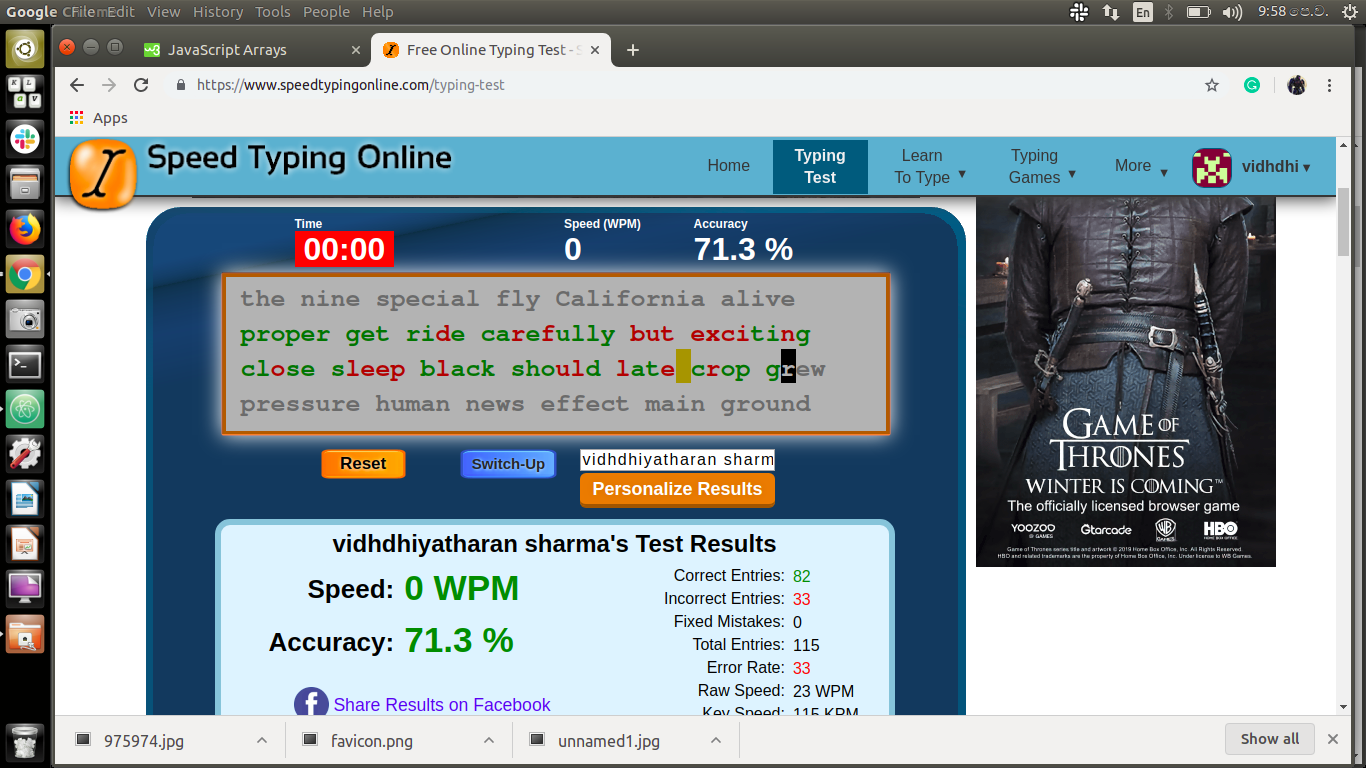 Google Chrome File Edit View History Tools People Help
En 9:58 පෙ.ව.
JavaScript Arrays
Free Online Typing Test - S
https://www.speedtypingonline.com/typing-test
Apps
Speed Typing Online
Home
Typing Test
Learn To Type
Typing Games
More
vidhdhi
Time
Speed (WPM)
Accuracy
00:00
0
71.3 %
the nine special fly California alive
proper get ride carefully but exciting
close sleep black should late crop grew
pressure human news effect main ground
Reset
Switch-Up
vidhdhiyatharan sharm
Personalize Results
vidhdhiyatharan sharma's Test Results
Speed: 0 WPM
Accuracy: 71.3 %
Share Results on Facebook
Correct Entries: 82
Incorrect Entries: 33
Fixed Mistakes: 0
Total Entries: 115
Error Rate: 33
Raw Speed: 23 WPM
Key Speed: 115 KPM
GAME OF
THRONES
WINTER IS COMING™
The officially licensed browser game
YOOZOO GAMES
Gtarcade
WB GAMES
HBO HOME BOX OFFICE
Game of Thrones series title and artwork © 2019 Home Box Office, Inc. All Rights Reserved.
HBO and related trademarks are the property of Home Box Office, Inc. Under license to WB Games.
975974.jpg
favicon.png
unnamed1.jpg
Show all